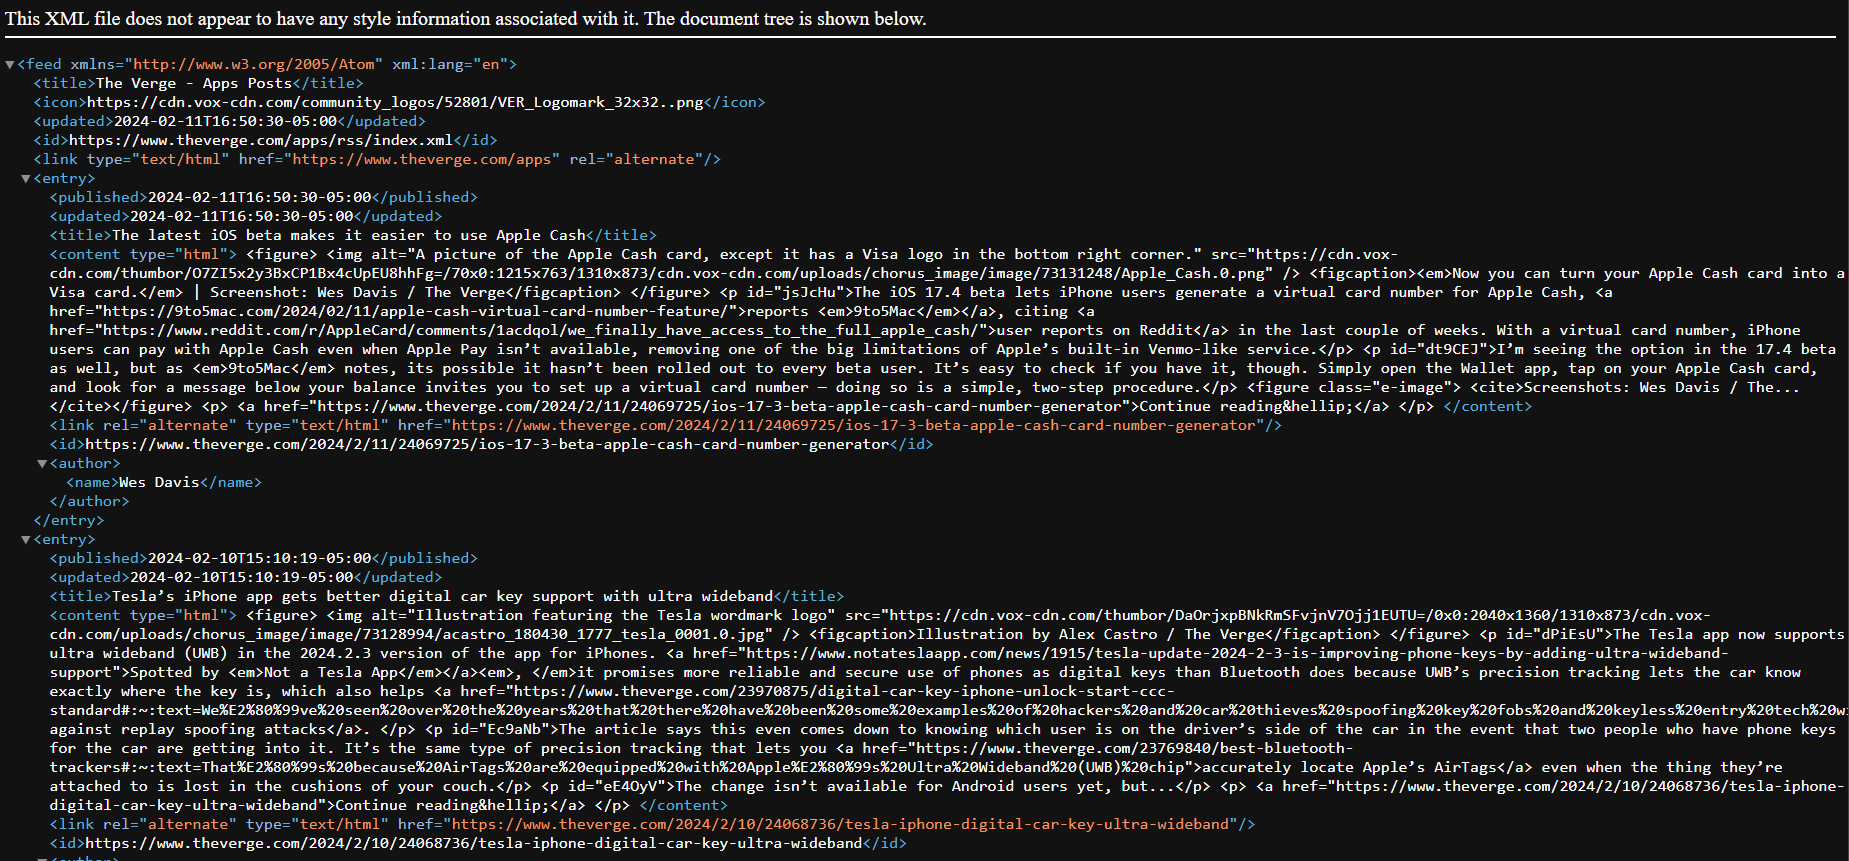 This XML file does not appear to have any style information associated with it. The document tree is shown below.
▼<feed xmlns="http://www.w3.org/2005/Atom" xml:lang="en">
<title>The Verge - Apps Posts</title>
<icon>https://cdn.vox-cdn.com/community_logos/52801/VER_Logomark_32x32..png</icon>
<updated>2024-02-11T16:50:30-05:00</updated>
<id>https://www.theverge.com/apps/rss/index.xml</id>
<link type="text/html" href="https://www.theverge.com/apps" rel="alternate"/>
▼<entry>
<published>2024-02-11T16:50:30-05:00</published>
<updated>2024-02-11T16:50:30-05:00</updated>
<title>The latest iOS beta makes it easier to use Apple Cash</title>
<content type="html"> <figure> <img alt="A picture of the Apple Cash card, except it has a Visa logo in the bottom right corner." src="https://cdn.vox-
cdn.com/thumbor/O7ZI5x2y3BxCP1Bx4cUpEU8hhFg=/70x0:1215x763/1310x873/cdn.vox-cdn.com/uploads/chorus_image/image/73131248/Apple_Cash.0.png" /> <figcaption><em>Now you can turn your Apple Cash card into a
Visa card.</em> | Screenshot: Wes Davis / The Verge</figcaption> </figure> <p id="jsJcHu">The iOS 17.4 beta lets iPhone users generate a virtual card number for Apple Cash, <a
href="https://9to5mac.com/2024/02/11/apple-cash-virtual-card-number-feature/">reports <em>9to5Mac</em></a>, citing <a
href="https://www.reddit.com/r/AppleCard/comments/1acdqol/we_finally_have_access_to_the_full_apple_cash/">user reports on Reddit</a> in the last couple of weeks. With a virtual card number, iPhone
users can pay with Apple Cash even when Apple Pay isn’t available, removing one of the big limitations of Apple’s built-in Venmo-like service.</p> <p id="dt9CEJ">I’m seeing the option in the 17.4 beta
as well, but as <em>9to5Mac</em> notes, its possible it hasn’t been rolled out to every beta user. It’s easy to check if you have it, though. Simply open the Wallet app, tap on your Apple Cash card,
and look for a message below your balance invites you to set up a virtual card number — doing so is a simple, two-step procedure.</p> <figure class="e-image"> <cite>Screenshots: Wes Davis / The...
</cite></figure> <p> <a href="https://www.theverge.com/2024/2/11/24069725/ios-17-3-beta-apple-cash-card-number-generator">Continue reading&hellip;</a> </p> </content>
<link rel="alternate" type="text/html" href="https://www.theverge.com/2024/2/11/24069725/ios-17-3-beta-apple-cash-card-number-generator"/>
<id>https://www.theverge.com/2024/2/11/24069725/ios-17-3-beta-apple-cash-card-number-generator</id>
▼<author>
<name>Wes Davis</name>
</author>
</entry>
▼<entry>
<published>2024-02-10T15:10:19-05:00</published>
<updated>2024-02-10T15:10:19-05:00</updated>
<title>Tesla’s iPhone app gets better digital car key support with ultra wideband</title>
<content type="html"> <figure> <img alt="Illustration featuring the Tesla wordmark logo" src="https://cdn.vox-cdn.com/thumbor/DaOrjxpBNkRmSFvjnV7Ojj1EUTU=/0x0:2040x1360/1310x873/cdn.vox-
cdn.com/uploads/chorus_image/image/73128994/acastro_180430_1777_tesla_0001.0.jpg" /> <figcaption>Illustration by Alex Castro / The Verge</figcaption> </figure> <p id="dPiEsU">The Tesla app now supports
ultra wideband (UWB) in the 2024.2.3 version of the app for iPhones. <a href="https://www.notateslaapp.com/news/1915/tesla-update-2024-2-3-is-improving-phone-keys-by-adding-ultra-wideband-
support">Spotted by <em>Not a Tesla App</em></a><em>, </em>it promises more reliable and secure use of phones as digital keys than Bluetooth does because UWB’s precision tracking lets the car know
exactly where the key is, which also helps <a href="https://www.theverge.com/23970875/digital-car-key-iphone-unlock-start-ccc-
standard#:~:text=We%E2%80%99ve%20seen%20over%20the%20years%20that%20there%20have%20been%20some%20examples%20of%20hackers%20and%20car%20thieves%20spoofing%20key%20fobs%20and%20keyless%20entry%20tech%20w
against replay spoofing attacks</a>. </p> <p id="Ec9aNb">The article says this even comes down to knowing which user is on the driver’s side of the car in the event that two people who have phone keys
for the car are getting into it. It’s the same type of precision tracking that lets you <a href="https://www.theverge.com/23769840/best-bluetooth-
trackers#:~:text=That%E2%80%99s%20because%20AirTags%20are%20equipped%20with%20Apple%E2%80%99s%20Ultra%20Wideband%20(UWB)%20chip">accurately locate Apple’s AirTags</a> even when the thing they’re
attached to is lost in the cushions of your couch.</p> <p id="eE4OyV">The change isn’t available for Android users yet, but...</p> <p> <a href="https://www.theverge.com/2024/2/10/24068736/tesla-iphone-
digital-car-key-ultra-wideband">Continue reading&hellip;</a> </p> </content>
<link rel="alternate" type="text/html" href="https://www.theverge.com/2024/2/10/24068736/tesla-iphone-digital-car-key-ultra-wideband"/>
<id>https://www.theverge.com/2024/2/10/24068736/tesla-iphone-digital-car-key-ultra-wideband</id>